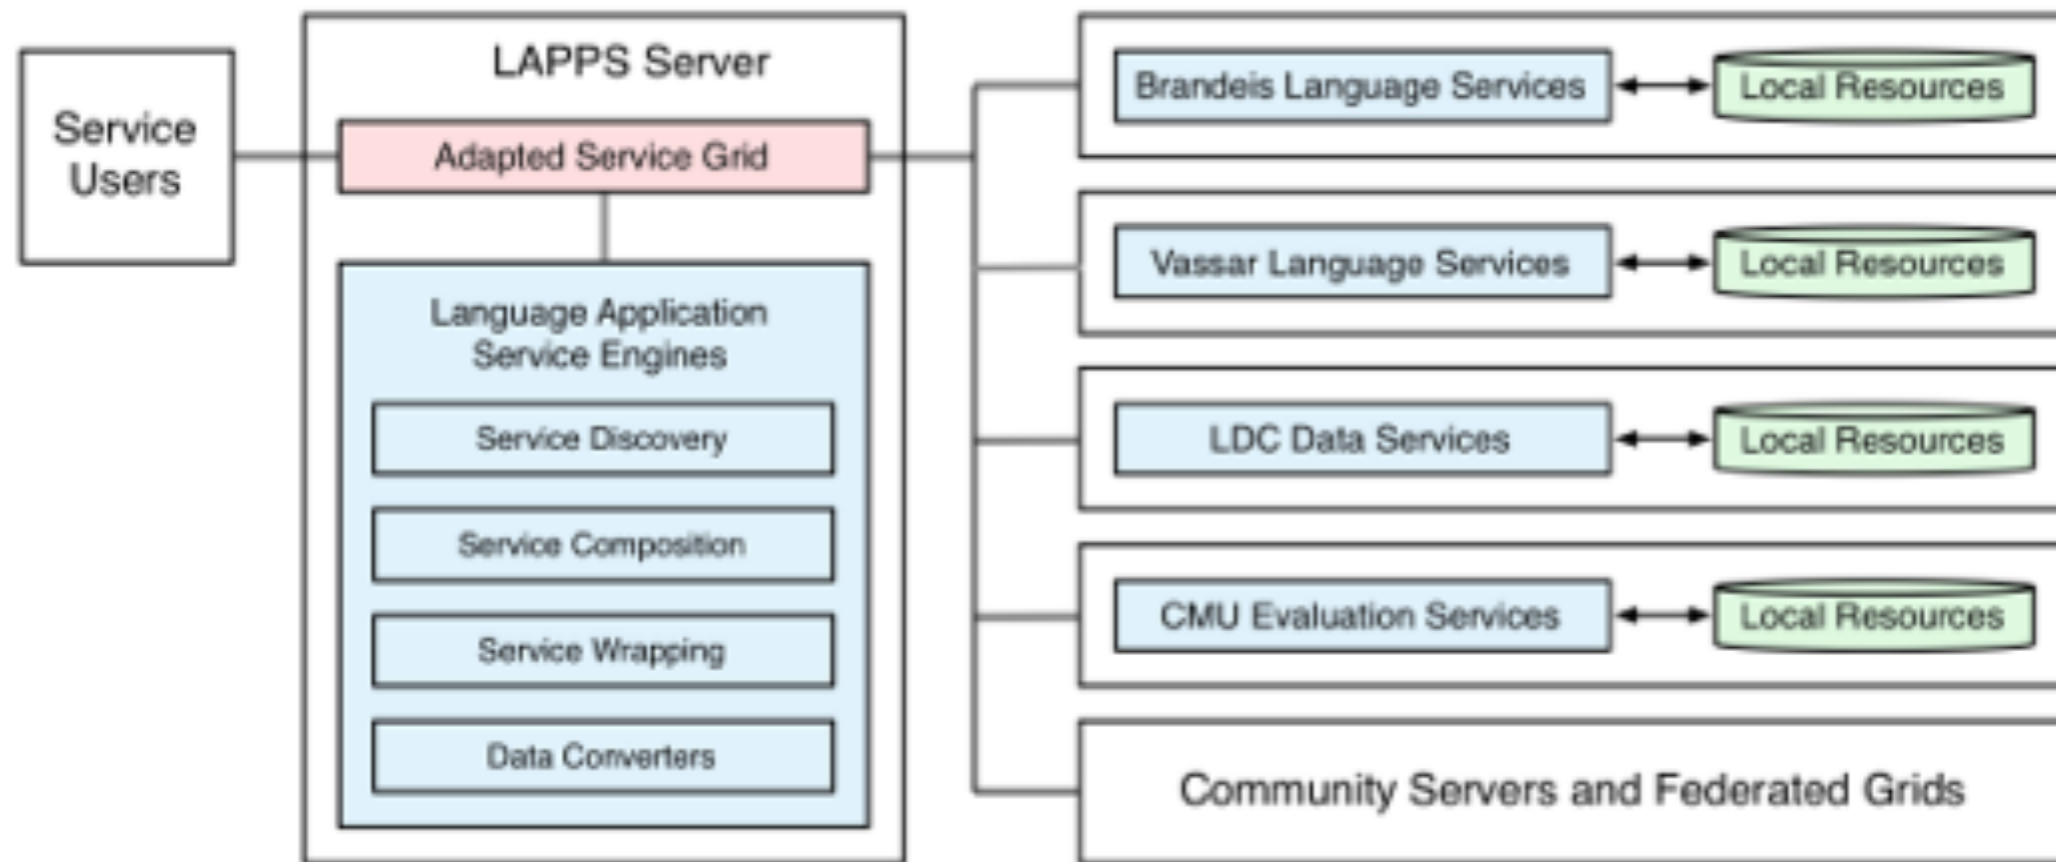 Service
Users
LAPPS Server
Adapted Service Grid
Language Application
Service Engines
Service Discovery
Service Composition
Service Wrapping
Data Converters
Brandeis Language Services
Local Resources
Vassar Language Services
Local Resources
LDC Data Services
Local Resources
CMU Evaluation Services
Local Resources
Community Servers and Federated Grids